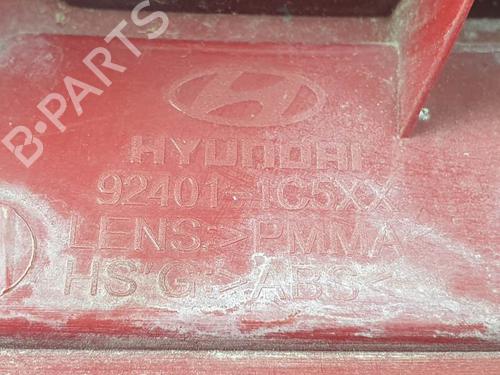 B-PARTS
HYUNDAI
92401-1C5XX
LENS:>PMMA<
HS'G:>ABS<